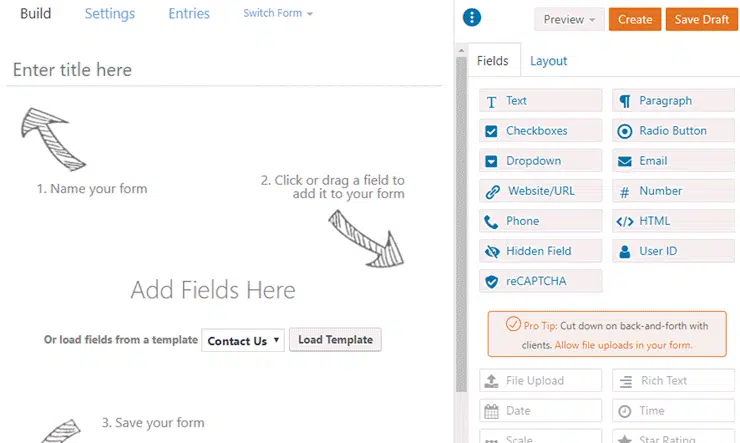 Build Settings Entries Switch Form
Preview Create Save Draft
Enter title here
1. Name your form
2. Click or drag a field to
add it to your form
Add Fields Here
Or load fields from a template Contact Us Load Template
3. Save your form
Fields Layout
Text Paragraph
Checkboxes Radio Button
Dropdown Email
Website/URL # Number
Phone </> HTML
Hidden Field User ID
reCAPTCHA
Pro Tip: Cut down on back-and-forth with
clients. Allow file uploads in your form.
File Upload Rich Text
Date Time
Scale Star Rating